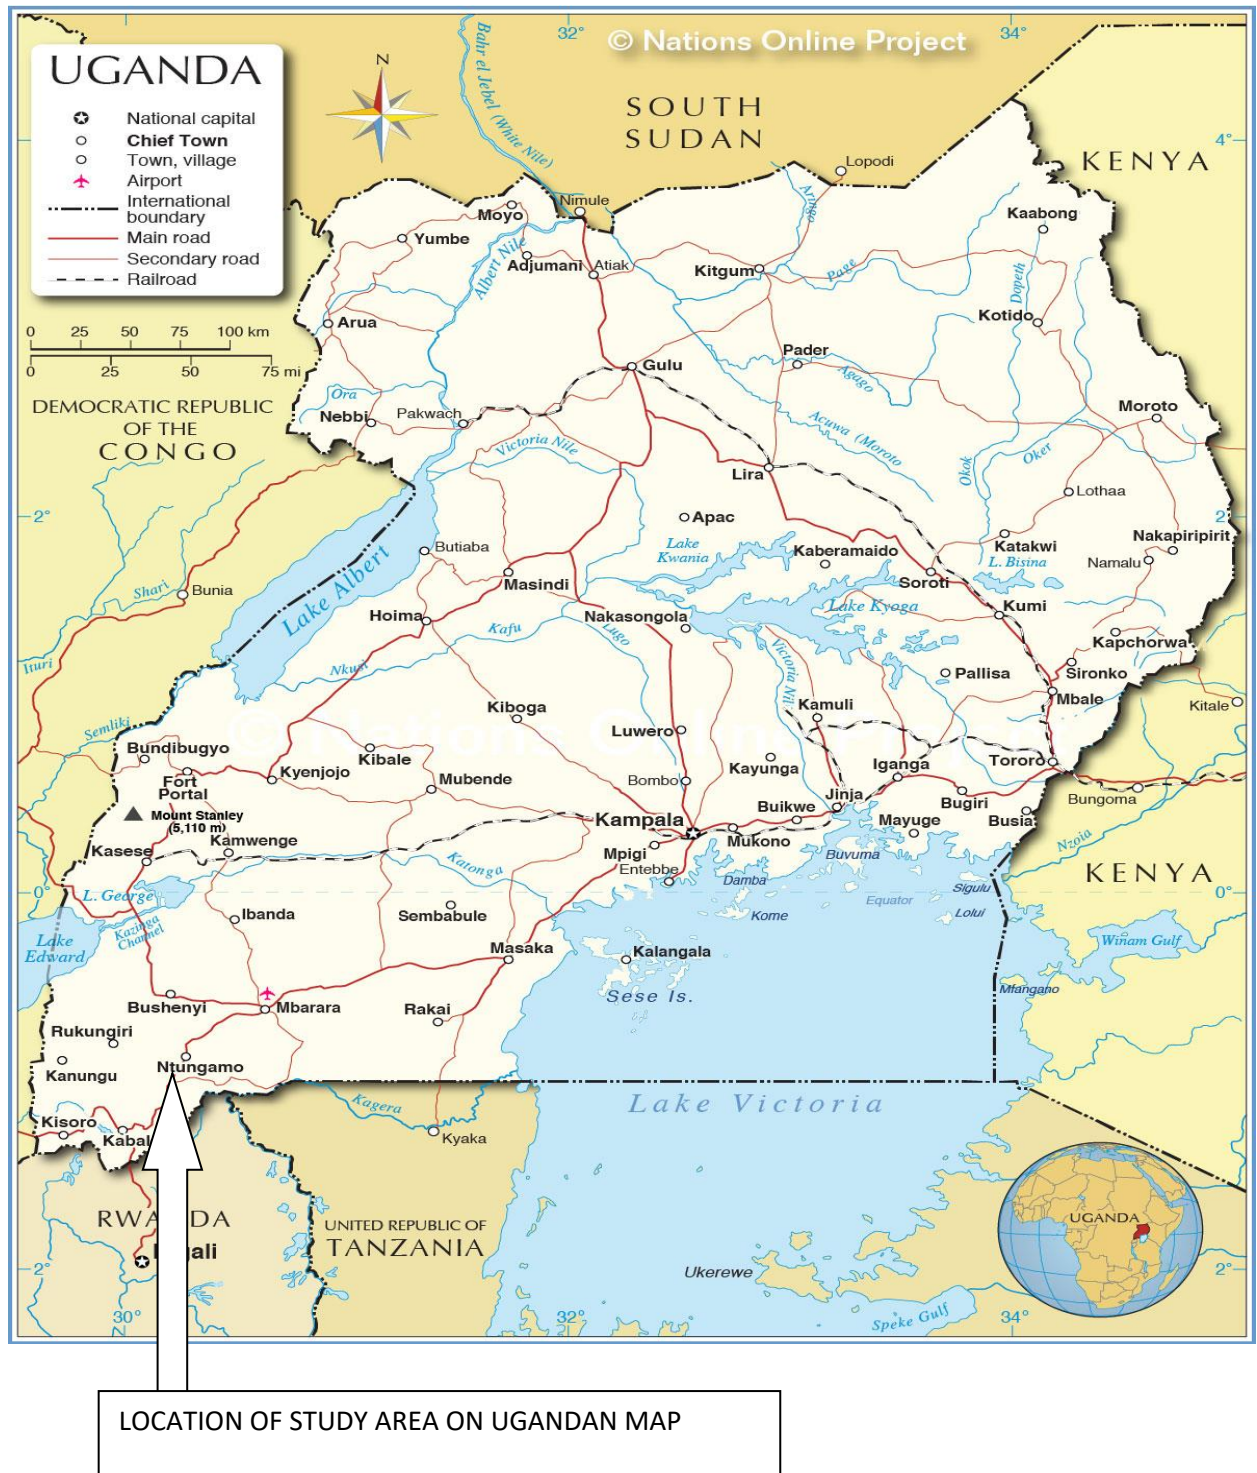 © Nations Online Project
UGANDA
National capital
Chief Town
Town, village
Airport
International
boundary
Main road
Secondary road
Railroad
0 25 50 75 100 km
0 25 50 75 mi
N
32°
34°
4°
4°
2°
2
0°
0°
2°
2°
30°
32°
34°
SOUTH
SUDAN
KENYA
DEMOCRATIC REPUBLIC
OF THE
CONGO
KENYA
UNITED REPUBLIC OF
TANZANIA
RWANDA
Bahr el Jebel (White Nile)
Lopodi
Nimule
Moyo
Yumbe
Adjumani
Atiak
Albert Nile
Kitgum
Aringo
Page
Kaabong
Dopeth
Kotido
Arua
Pader
Agago
Gulu
Ora
Nebbi
Pakwach
Moroto
Acuwa (Moroto
Victoria Nile
Lira
Okok
Oker
Lothaa
Apac
Nakapiripirit
Katakwi
Namalu
L. Bisina
Lake
Kwania
Kaberamaido
Soroti
Butiaba
Masindi
Lake Albert
Shari
Bunia
Hoima
Nakasongola
Lake Kyoga
Kumi
Kafu
Lugo
Kapchorwa
Sironko
Ituri
Nkusi
Victoria Nil
Pallisa
Mbale
Kitale
Semliki
Kiboga
Kamuli
Luwero
Bundibugyo
Kibale
Fort
Portal
Kyenjojo
Mubende
Bombo
Kayunga
Iganga
Tororo
Bungoma
Mount Stanley
(5,110 m)
Kampala
Buikwe
Jinja
Bugiri
Mayuge
Busia
Kasese
Kamwenge
Mpigi
Mukono
Nzoia
Katonga
Entebbe
Buvuma
Damba
Kome
Sigulu
Lolui
Equator
L. George
Kazinga
Channel
Ibanda
Sembabule
Lake
Edward
Masaka
Kalangala
Winam Gulf
Bushenyi
Mbarara
Rakai
Sese Is.
Mfangano
Rukungiri
Kanungu
Ntungamo
Lake Victoria
Kagera
Kisoro
Kabal
Kyaka
gali
Ukerewe
Speke Gulf
UGANDA
LOCATION OF STUDY AREA ON UGANDAN MAP